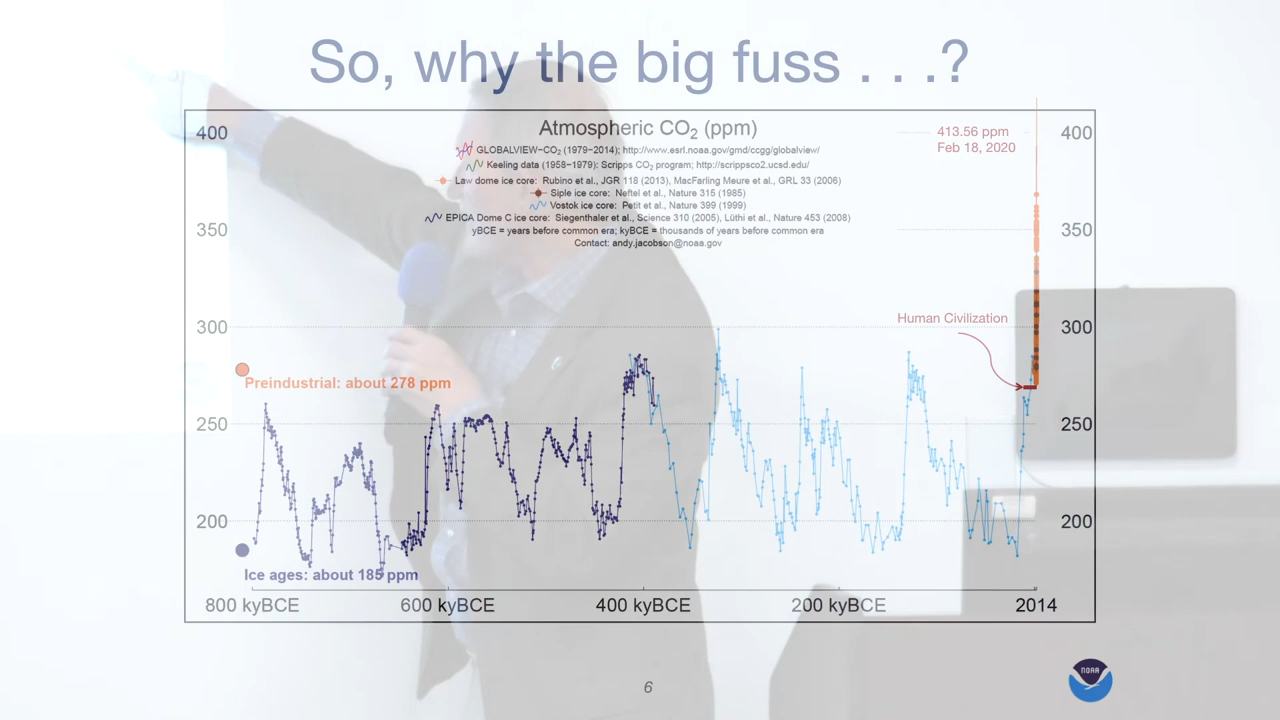 So, why the big fuss . . .?
Atmospheric CO₂ (ppm)
GLOBALVIEW−CO₂ (1979−2014); http://www.esrl.noaa.gov/gmd/ccgg/globalview/
Keeling data (1958−1979): Scripps CO₂ program; http://scrippsco2.ucsd.edu/
Law dome ice core: Rubino et al., JGR 118 (2013), MacFarling Meure et al., GRL 33 (2006)
Siple ice core: Neftel et al., Nature 315 (1985)
Vostok ice core: Petit et al., Nature 399 (1999)
EPICA Dome C ice core: Siegenthaler et al., Science 310 (2005), Lüthi et al., Nature 453 (2008)
yBCE = years before common era; kyBCE = thousands of years before common era
Contact: andy.jacobson@noaa.gov
413.56 ppm
Feb 18, 2020
400 400
350 350
Human Civilization
300 300
Preindustrial: about 278 ppm
250 250
200 200
Ice ages: about 185 ppm
800 kyBCE 600 kyBCE 400 kyBCE 200 kyBCE 2014
NOAA
6